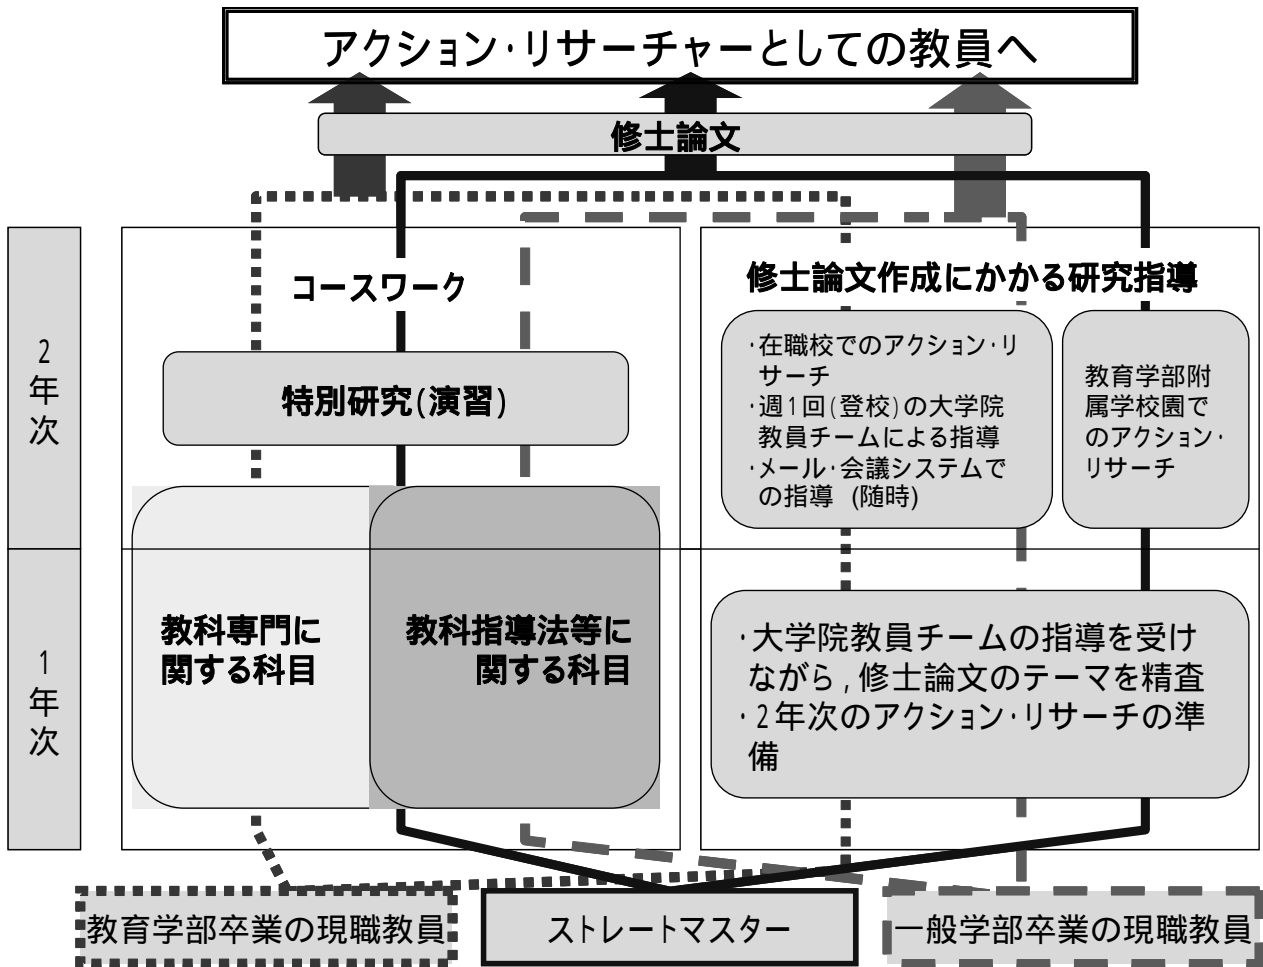 アクション・リサーチャーとしての教員へ
修士論文
2
年
次
コースワーク
特別研究(演習)
修士論文作成にかかる研究指導
・在職校でのアクション・リ
サーチ
・週1回(登校)の大学院
教員チームによる指導
・メール・会議システムで
の指導 (随時)
教育学部附
属学校園で
のアクション・
リサーチ
1
年
次
教科専門に
関する科目
教科指導法等に
関する科目
・大学院教員チームの指導を受け
ながら,修士論文のテーマを精査
・2年次のアクション・リサーチの準
備
教育学部卒業の現職教員
ストレートマスター
一般学部卒業の現職教員